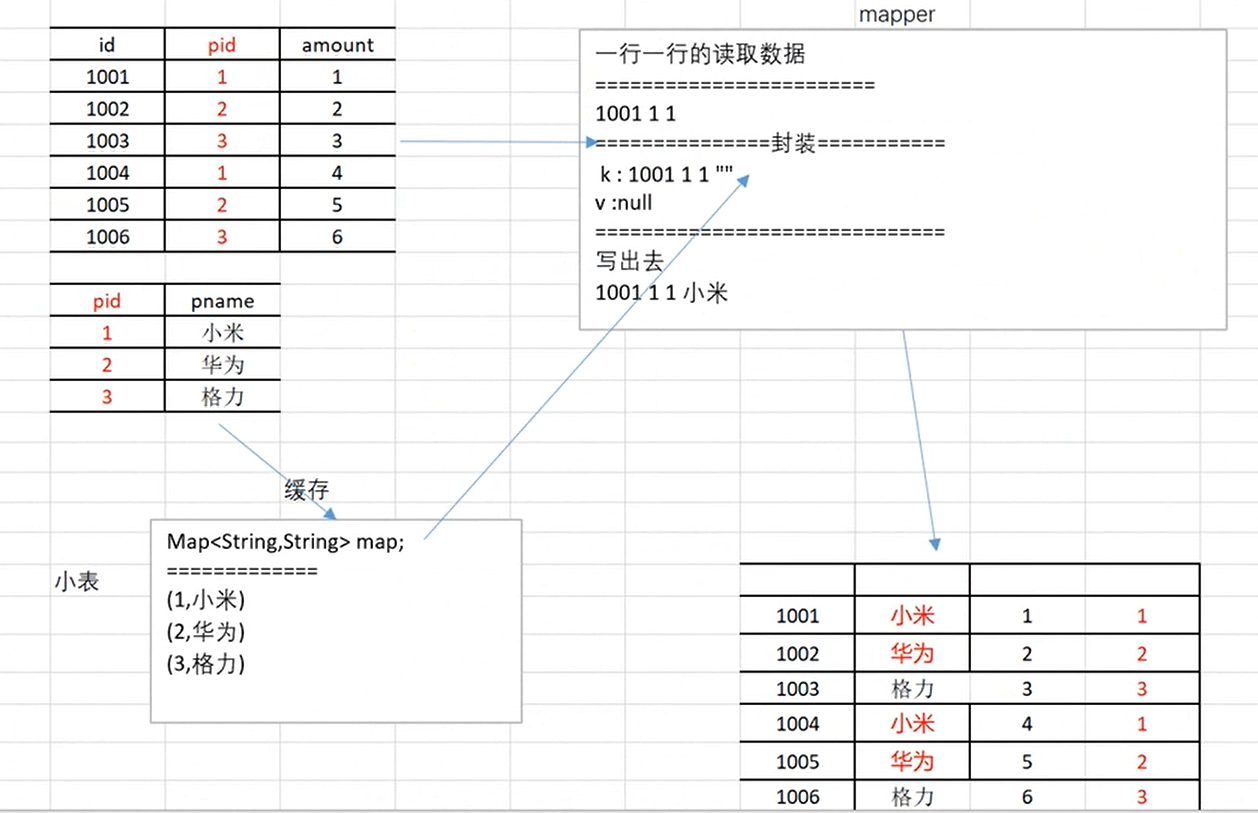 id pid amount
1001 1 1
1002 2 2
1003 3 3
1004 1 4
1005 2 5
1006 3 6
pid pname
1 小米
2 华为
3 格力
缓存
小表
Map<String,String> map;
=============
(1,小米)
(2,华为)
(3,格力)
mapper
一行一行的读取数据
========================
1001 1 1
===============封装===========
k : 1001 1 1 ""
v :null
==============================
写出去
1001 1 1 小米
1001 小米 1 1
1002 华为 2 2
1003 格力 3 3
1004 小米 4 1
1005 华为 5 2
1006 格力 6 3